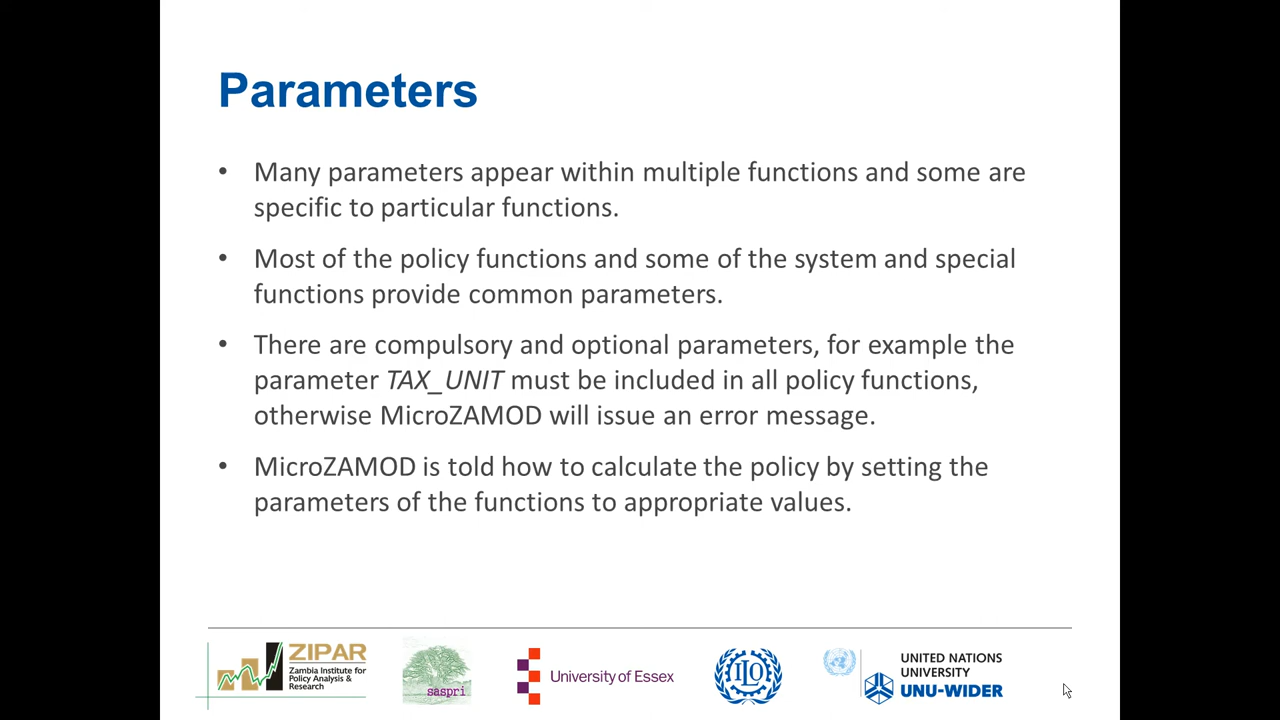 Parameters
• Many parameters appear within multiple functions and some are
specific to particular functions.
• Most of the policy functions and some of the system and special
functions provide common parameters.
• There are compulsory and optional parameters, for example the
parameter TAX_UNIT must be included in all policy functions,
otherwise MicroZAMOD will issue an error message.
• MicroZAMOD is told how to calculate the policy by setting the
parameters of the functions to appropriate values.
ZIPAR
Zambia Institute for
Policy Analysis &
Research
saspri
University of Essex
ILO
UNITED NATIONS
UNIVERSITY
UNU-WIDER